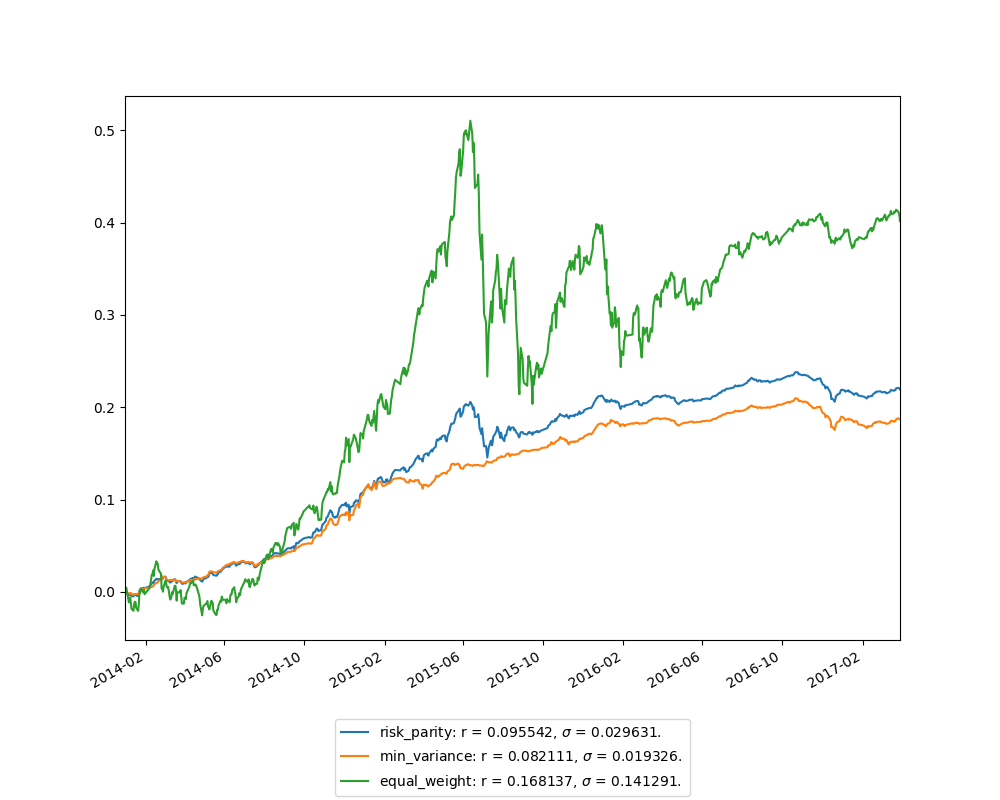 0.5
0.4
0.3
0.2
0.1
0.0
2014-02 2014-06 2014-10 2015-02 2015-06 2015-10 2016-02 2016-06 2016-10 2017-02
risk_parity: r = 0.095542, σ = 0.029631.
min_variance: r = 0.082111, σ = 0.019326.
equal_weight: r = 0.168137, σ = 0.141291.